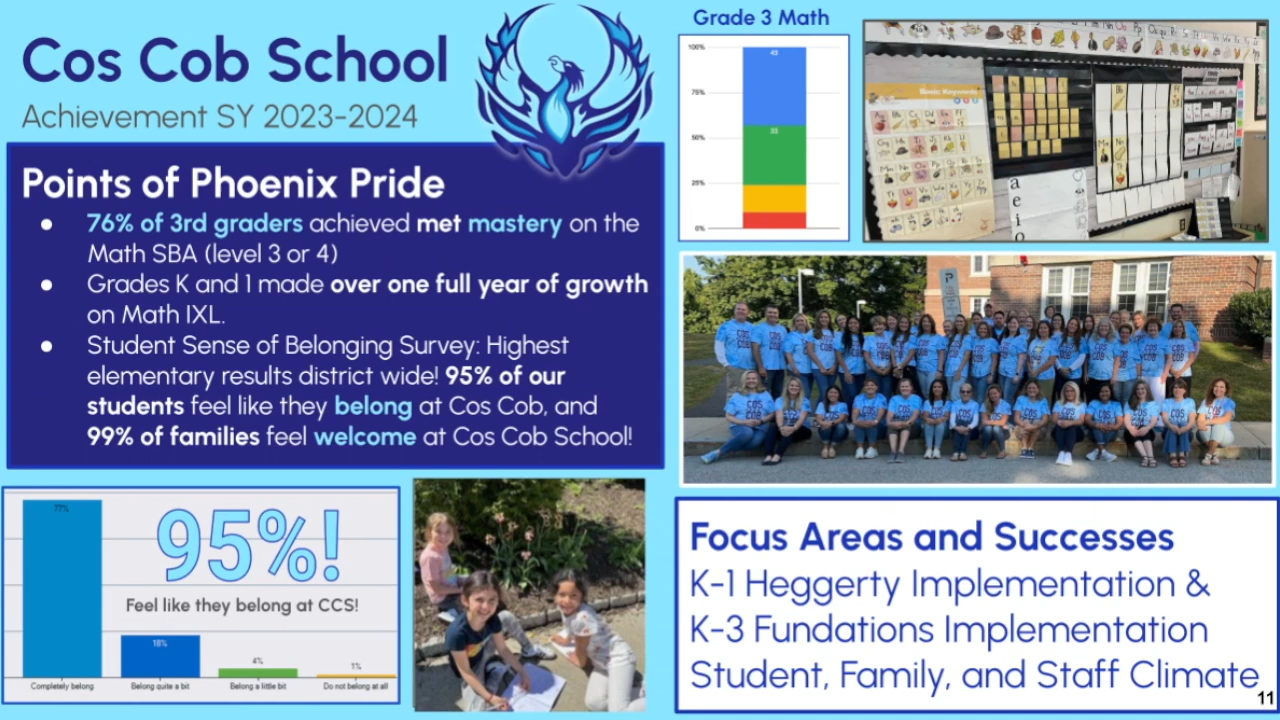 Cos Cob School
Achievement SY 2023-2024
Points of Phoenix Pride
● 76% of 3rd graders achieved met mastery on the
Math SBA (level 3 or 4)
● Grades K and 1 made over one full year of growth
on Math IXL.
● Student Sense of Belonging Survey: Highest
elementary results district wide! 95% of our
students feel like they belong at Cos Cob, and
99% of families feel welcome at Cos Cob School!
77%
95%!
Feel like they belong at CCS!
18%
4%
1%
Completely belong
Belong quite a bit
Belong a little bit
Do not belong at all
Grade 3 Math
100%
75%
50%
25%
0%
43
33
Basic Keywords
a
e
i
o
COS
COB
Focus Areas and Successes
K-1 Heggerty Implementation &
K-3 Fundations Implementation
Student, Family, and Staff Climate
11